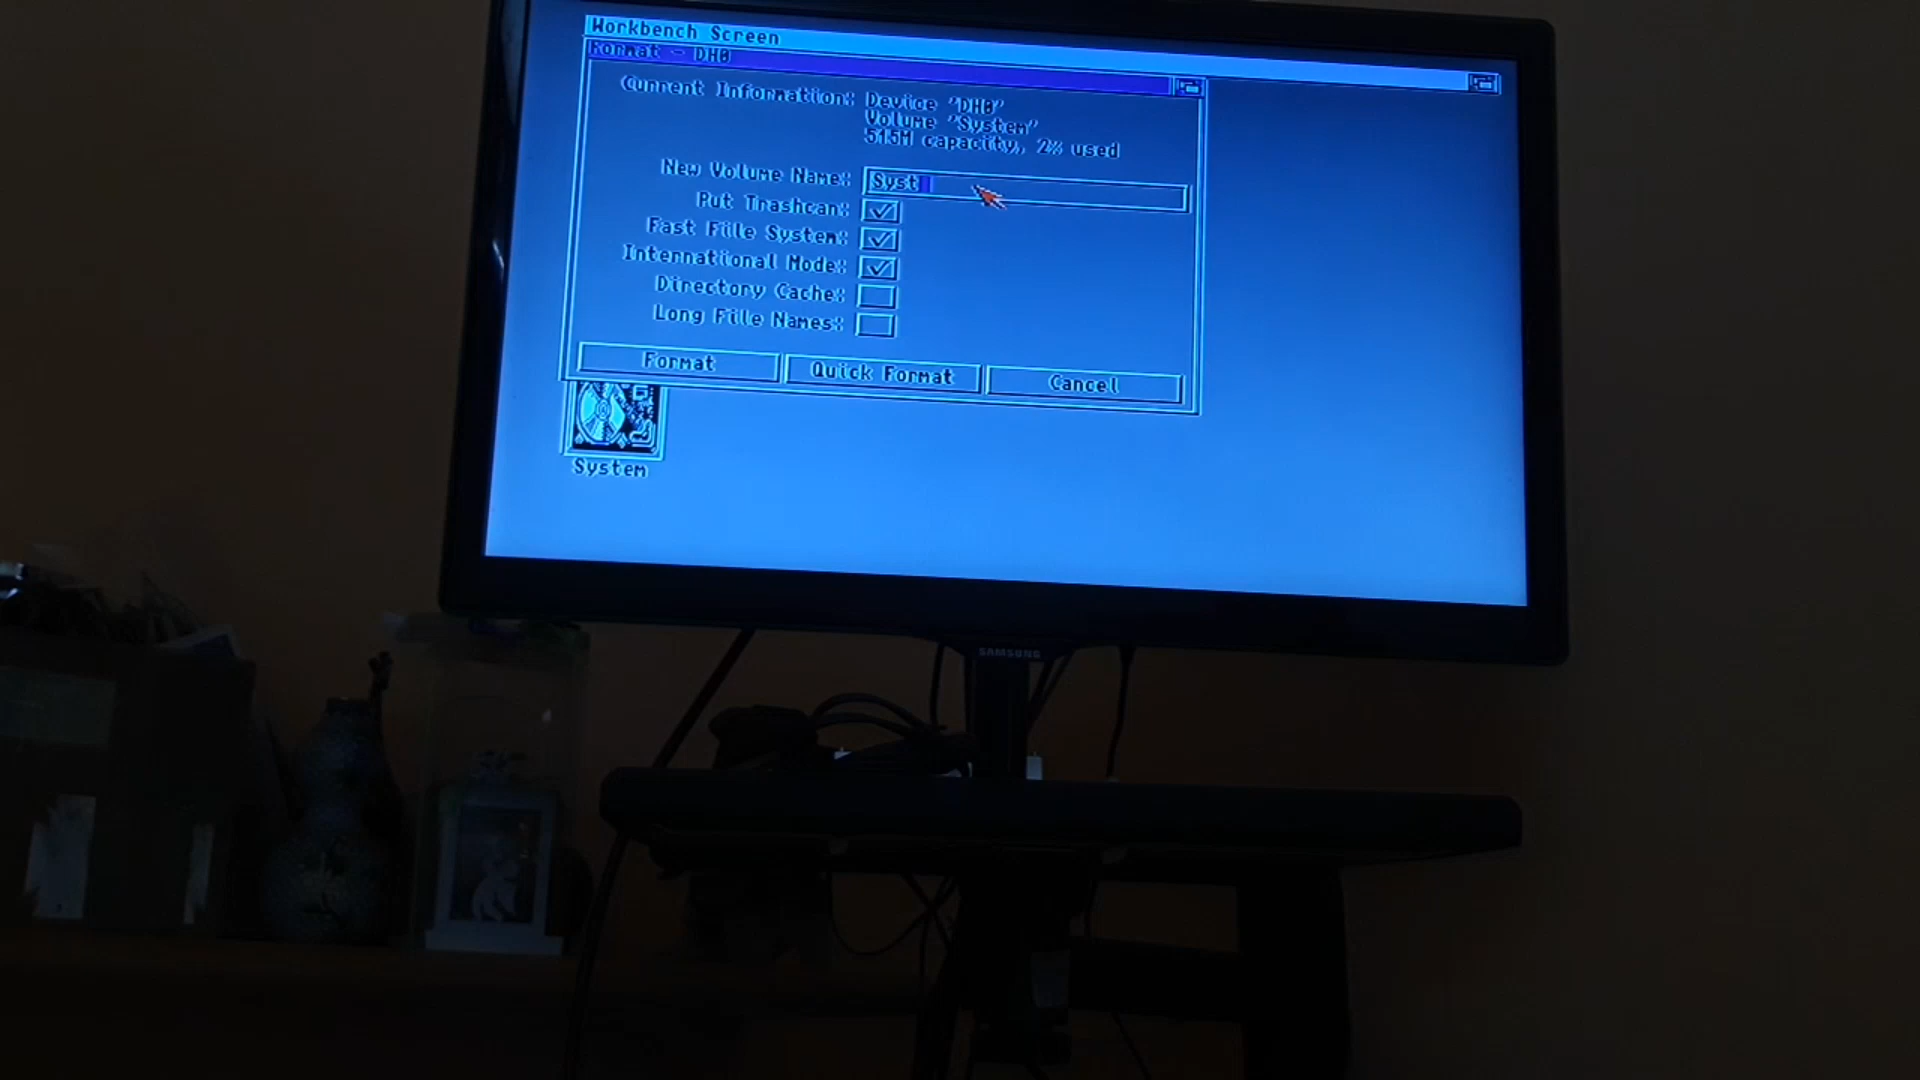 Workbench Screen
Format - DH0
Current Information: Device "DH0"
Volume "System"
515M capacity, 2% used
New Volume Name: Syst
Put Trashcan:
Fast File System:
International Mode:
Directory Cache:
Long File Names:
Format Quick Format Cancel
System
SAMSUNG